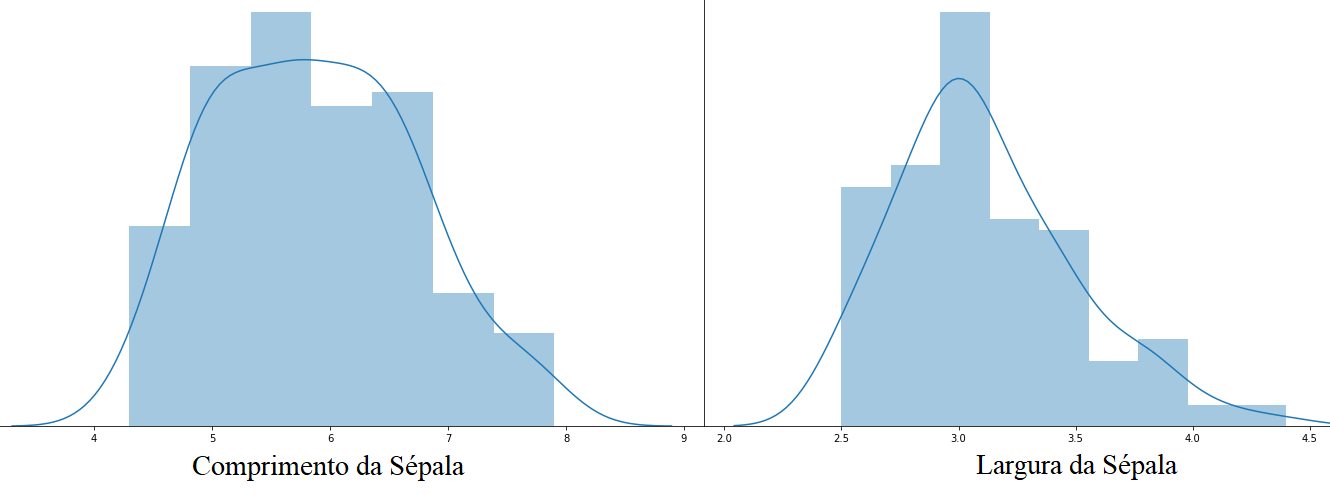 4 5 6 7 8 9
2.0 2.5 3.0 3.5 4.0 4.5
Comprimento da Sépala
Largura da Sépala